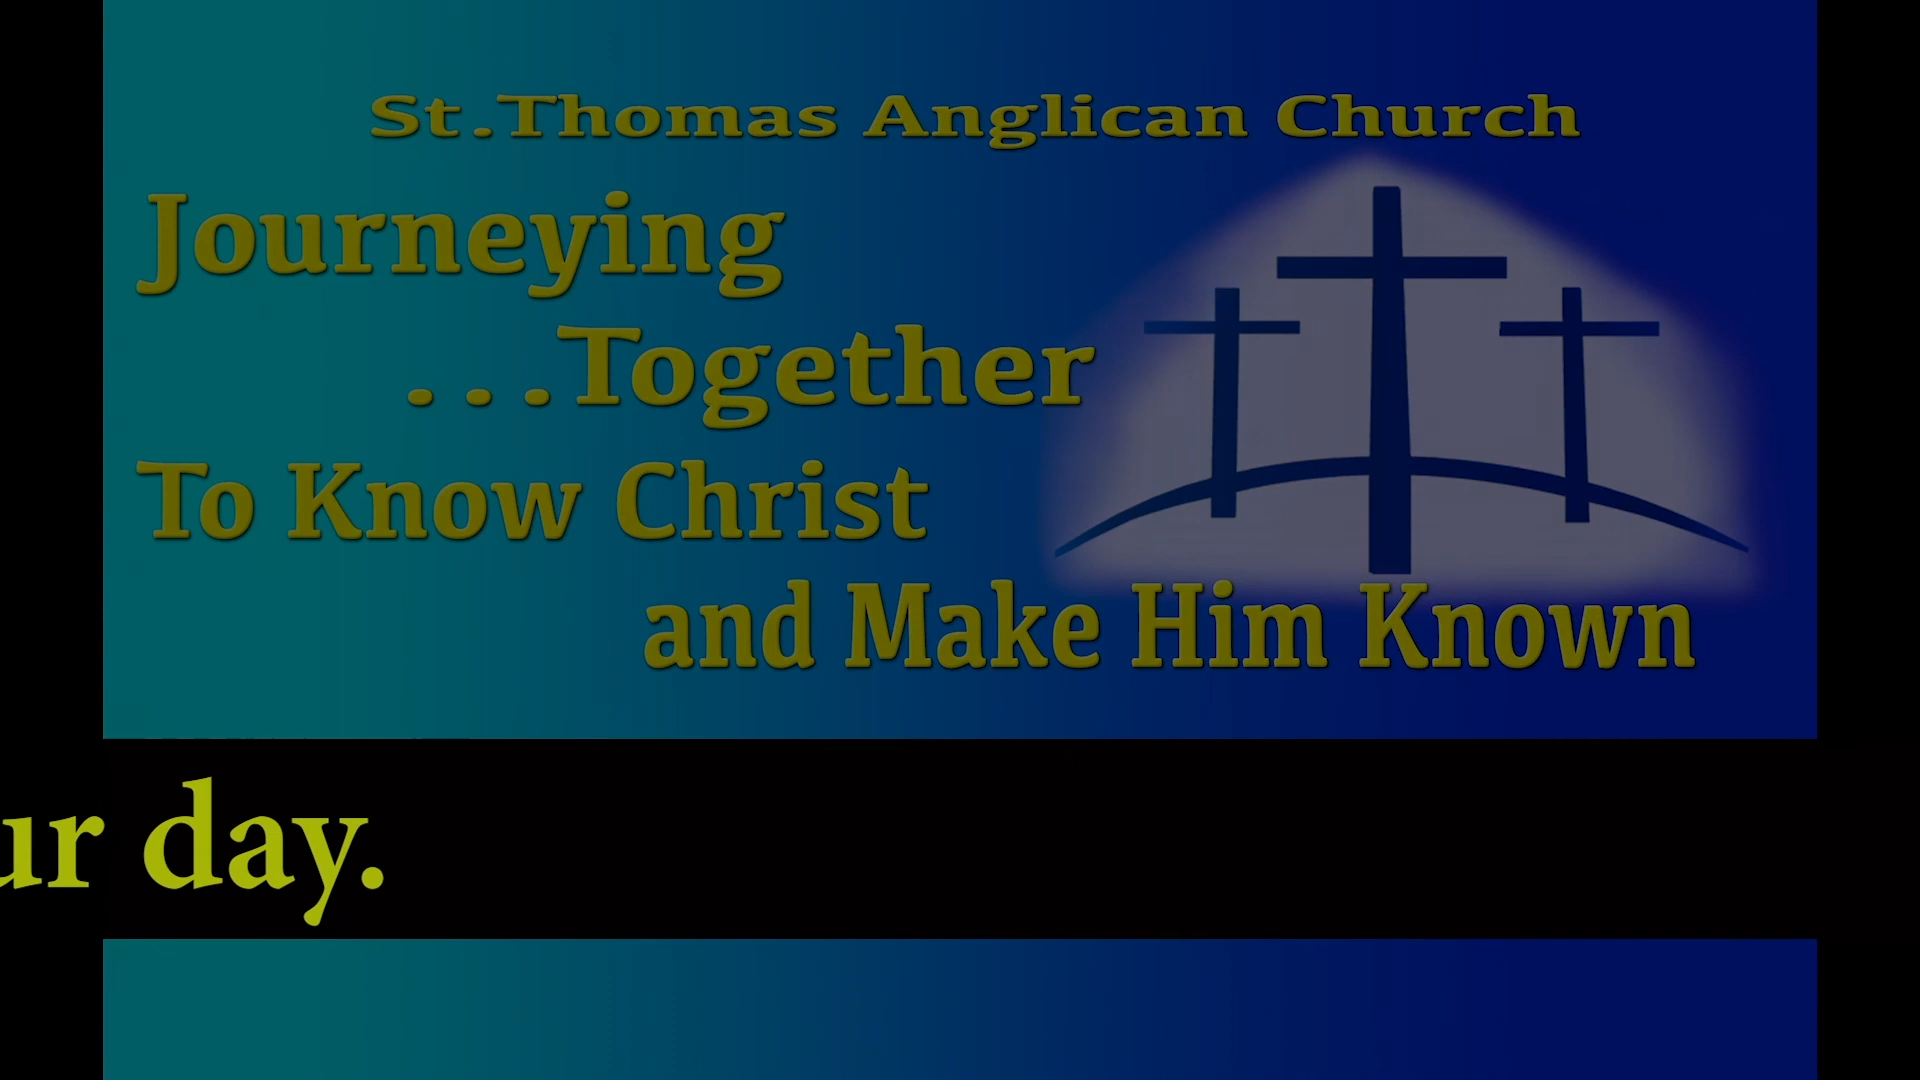 St.Thomas Anglican Church
Journeying
...Together
To Know Christ
and Make Him Known
ur day.